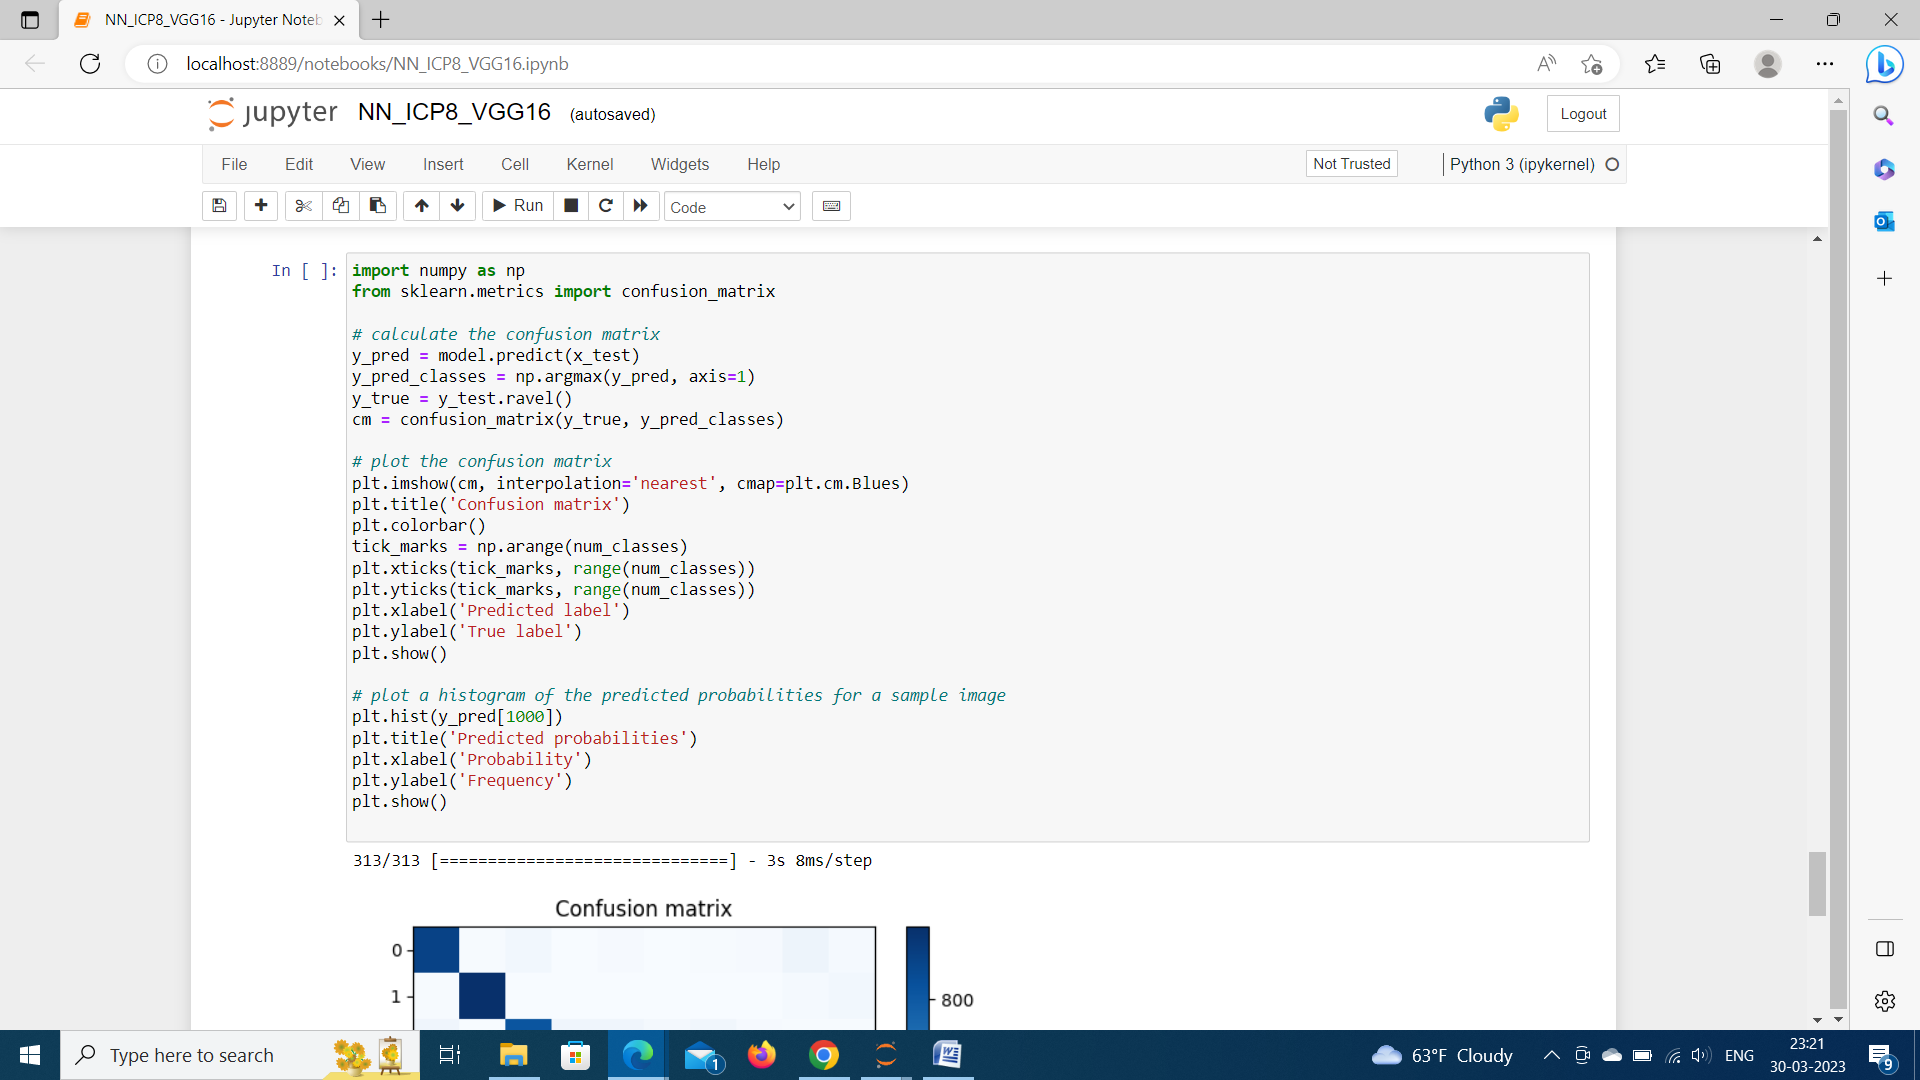 NN_ICP8_VGG16 - Jupyter Noteb
localhost:8889/notebooks/NN_ICP8_VGG16.ipynb
jupyter NN_ICP8_VGG16 (autosaved)
Logout
File Edit View Insert Cell Kernel Widgets Help
Not Trusted Python 3 (ipykernel)
Run Code
In [ ]:
import numpy as np
from sklearn.metrics import confusion_matrix
# calculate the confusion matrix
y_pred = model.predict(x_test)
y_pred_classes = np.argmax(y_pred, axis=1)
y_true = y_test.ravel()
cm = confusion_matrix(y_true, y_pred_classes)
# plot the confusion matrix
plt.imshow(cm, interpolation='nearest', cmap=plt.cm.Blues)
plt.title('Confusion matrix')
plt.colorbar()
tick_marks = np.arange(num_classes)
plt.xticks(tick_marks, range(num_classes))
plt.yticks(tick_marks, range(num_classes))
plt.xlabel('Predicted label')
plt.ylabel('True label')
plt.show()
# plot a histogram of the predicted probabilities for a sample image
plt.hist(y_pred[1000])
plt.title('Predicted probabilities')
plt.xlabel('Probability')
plt.ylabel('Frequency')
plt.show()
313/313 [==============================] - 3s 8ms/step
Confusion matrix
0
1
800
Type here to search
1
63°F Cloudy
ENG
23:21
30-03-2023
9